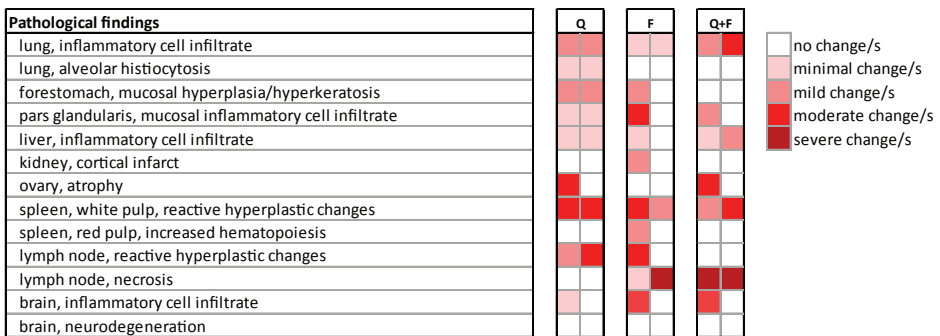 Pathological findings Q F Q+F
lung, inflammatory cell infiltrate no change/s
lung, alveolar histiocytosis minimal change/s
forestomach, mucosal hyperplasia/hyperkeratosis mild change/s
pars glandularis, mucosal inflammatory cell infiltrate moderate change/s
liver, inflammatory cell infiltrate severe change/s
kidney, cortical infarct
ovary, atrophy
spleen, white pulp, reactive hyperplastic changes
spleen, red pulp, increased hematopoiesis
lymph node, reactive hyperplastic changes
lymph node, necrosis
brain, inflammatory cell infiltrate
brain, neurodegeneration